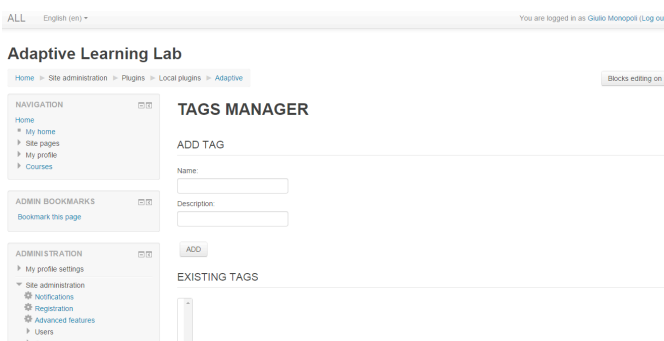 ALL English (en)
You are logged in as Giulio Monopoli (Log ou
Adaptive Learning Lab
Home Site administration Plugins Local plugins Adaptive
Blocks editing on
NAVIGATION
Home
My home
Site pages
My profile
Courses
ADMIN BOOKMARKS
Bookmark this page
ADMINISTRATION
My profile settings
Site administration
Notifications
Registration
Advanced features
Users
TAGS MANAGER
ADD TAG
Name:
Description:
ADD
EXISTING TAGS